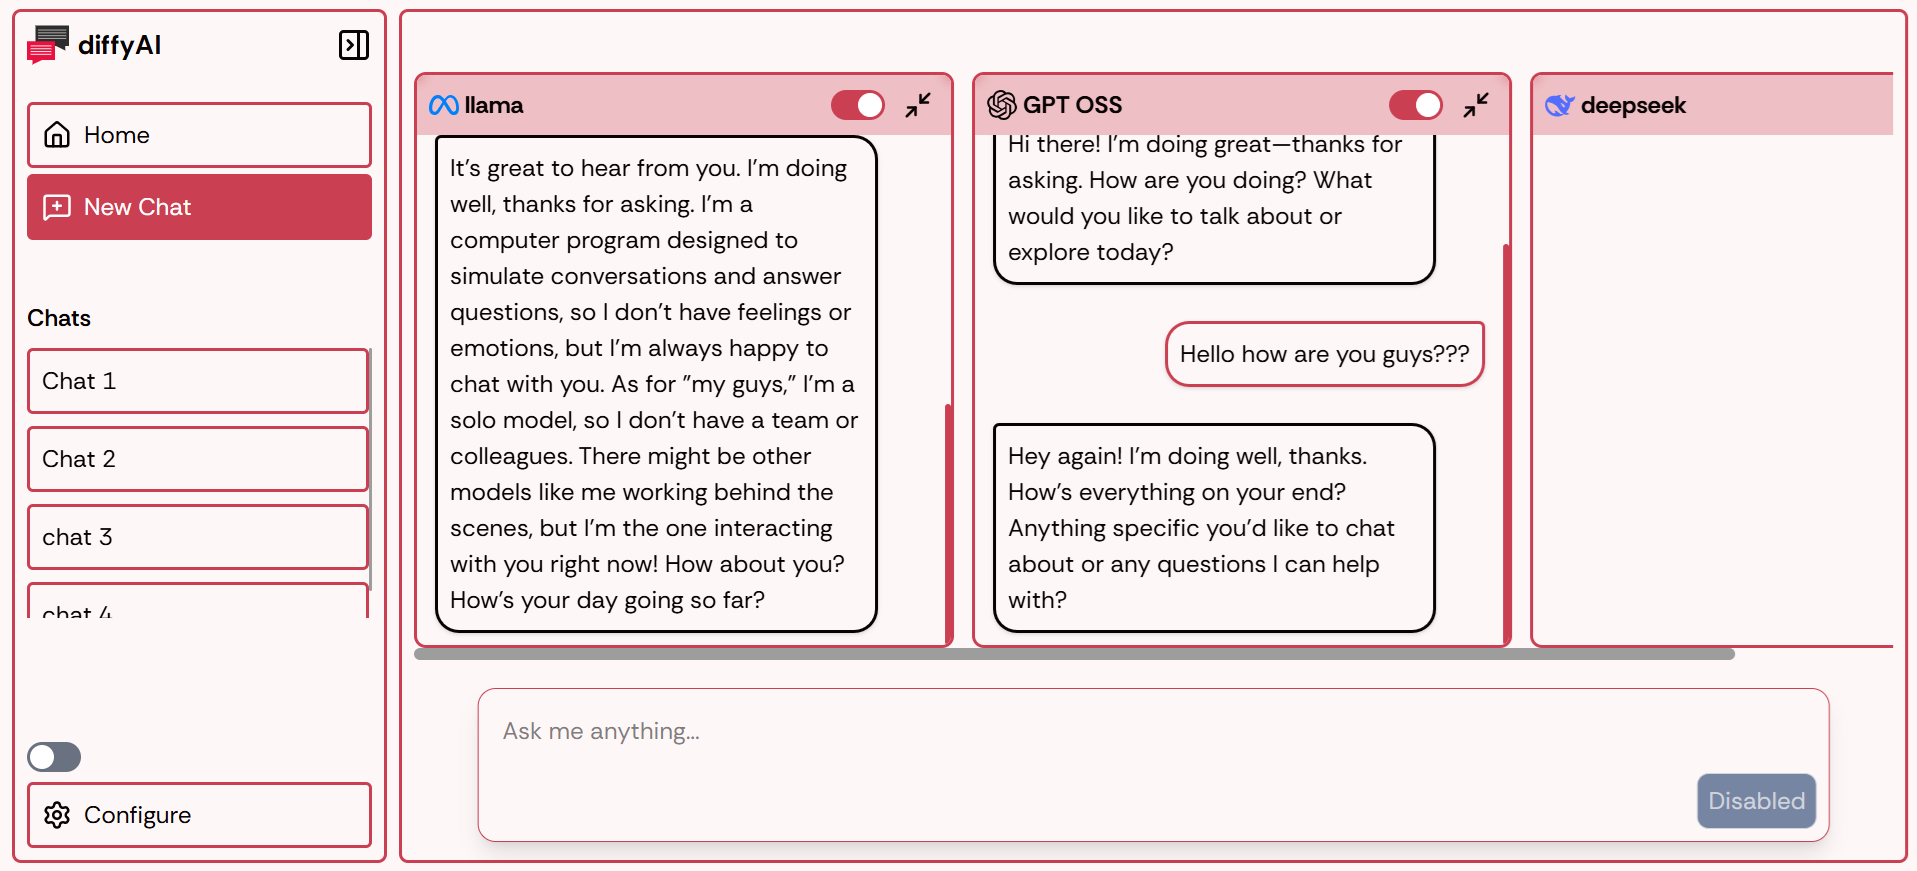 diffyAI
Home
New Chat
Chats
Chat 1
Chat 2
chat 3
chat 4
Configure
llama
It's great to hear from you. I'm doing
well, thanks for asking. I'm a
computer program designed to
simulate conversations and answer
questions, so I don't have feelings or
emotions, but I'm always happy to
chat with you. As for "my guys," I'm a
solo model, so I don't have a team or
colleagues. There might be other
models like me working behind the
scenes, but I'm the one interacting
with you right now! How about you?
How's your day going so far?
GPT OSS
Hi there! I'm doing great—thanks for
asking. How are you doing? What
would you like to talk about or
explore today?
Hello how are you guys???
Hey again! I'm doing well, thanks.
How's everything on your end?
Anything specific you'd like to chat
about or any questions I can help
with?
deepseek
Ask me anything...
Disabled